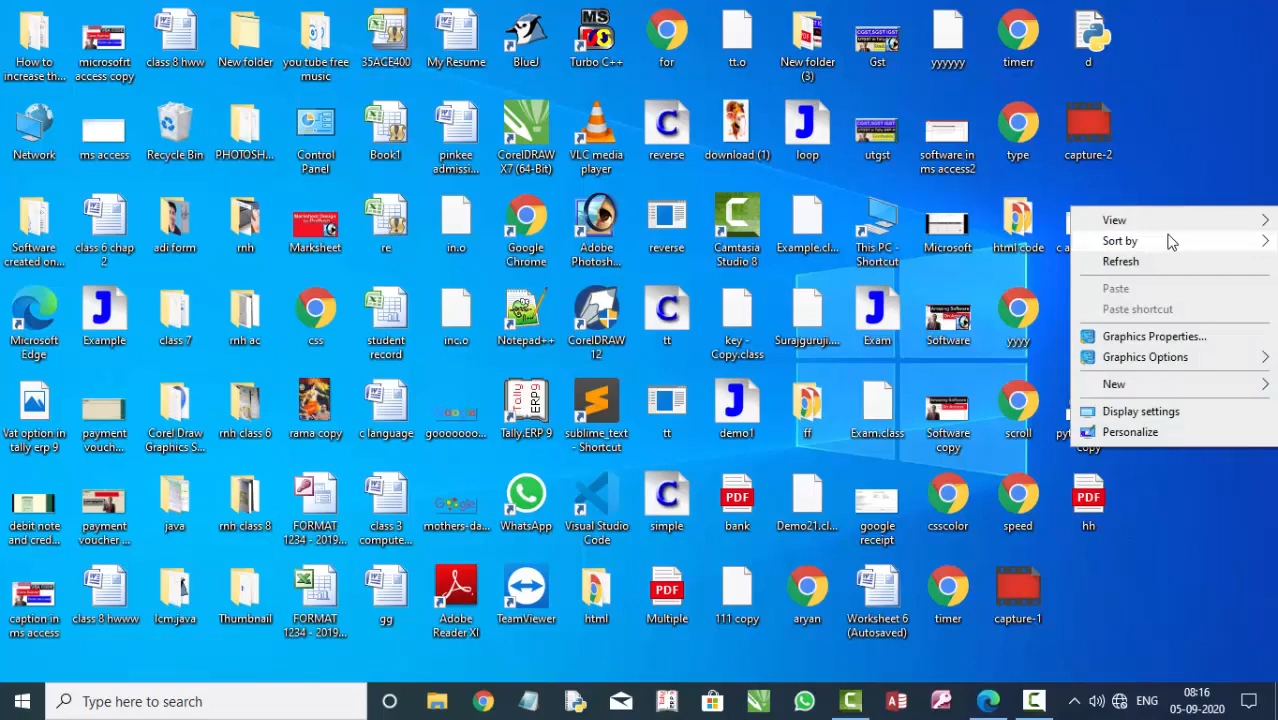 How to
increase th...
microsofrt
access copy
class 8 hww
New folder
you tube free
music
35ACE400
My Resume
BlueJ
MS
Turbo C++
for
tt.o
New folder
(3)
Gst
yyyyyy
timerr
d
Network
ms access
Recycle Bin
PHOTOSH...
Control
Panel
Book1
pinkee
admissi...
CorelDRAW
X7 (64-Bit)
VLC media
player
reverse
download (1)
loop
utgst
software in
ms access2
type
capture-2
Software
created on...
class 6 chap
2
adi form
rnh
Marksheet
re
in.o
Google
Chrome
Adobe
Photosh...
reverse
Camtasia
Studio 8
Example.cl...
This PC -
Shortcut
Microsoft
html code
c a
Microsoft
Edge
Example
class 7
rnh ac
css
student
record
inc.o
Notepad++
CorelDRAW
12
tt
key -
Copy.class
Surajguruji....
Exam
Software
yyyy
Vat option in
tally erp 9
payment
vouch...
Corel Draw
Graphics S...
rnh class 6
rama copy
c language
gooooooo...
Tally.ERP 9
sublime_text
- Shortcut
tt
demo1
ff
Exam.class
Software
copy
scroll
debit note
and cred...
payment
voucher ...
java
rnh class 8
FORMAT
1234 - 2019...
class 3
compute...
mothers-da...
WhatsApp
Visual Studio
Code
simple
PDF
bank
Demo21.cl...
google
receipt
csscolor
speed
PDF
hh
caption in
ms access
class 8 hwww
lcm.java
Thumbnail
FORMAT
1234 - 2019...
gg
Adobe
Reader XI
TeamViewer
html
PDF
Multiple
111 copy
aryan
Worksheet 6
(Autosaved)
timer
capture-1
View
Sort by
Refresh
Paste
Paste shortcut
Graphics Properties...
Graphics Options
New
Display settings
Personalize
Type here to search
ENG
08:16
05-09-2020